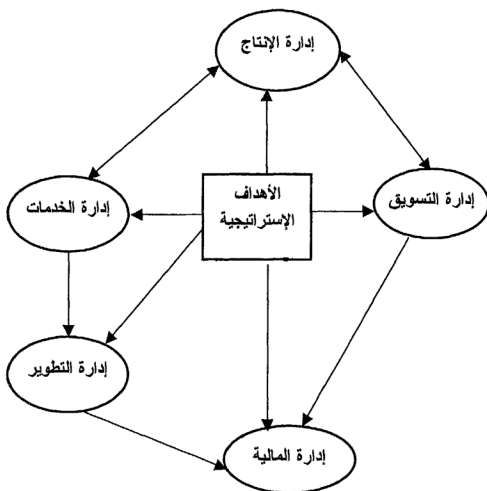 إدارة الإنتاج
الأهداف
الإستراتيجية
إدارة التسويق
إدارة الخدمات
إدارة التطوير
إدارة المالية